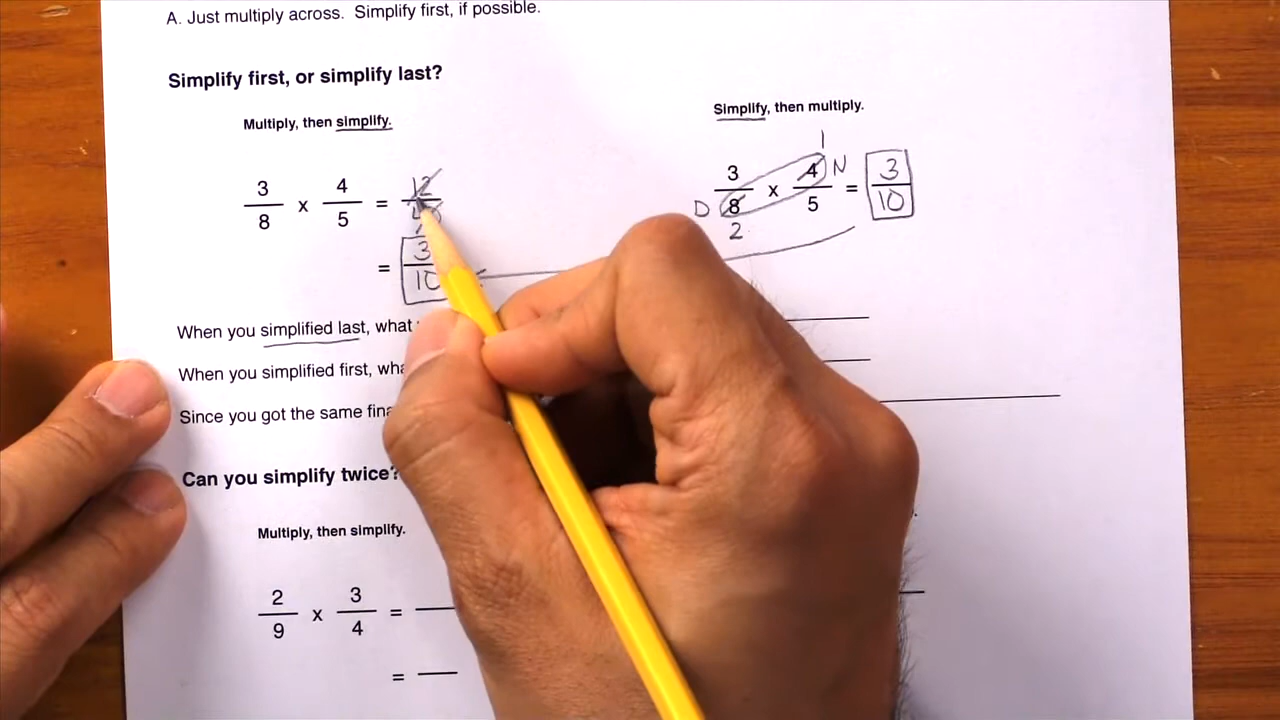 A. Just multiply across. Simplify first, if possible.
Simplify first, or simplify last?
Multiply, then simplify.
3/8 x 4/5 = 12
= 3/10
Simplify, then multiply.
1
3/8 x 4/5 N = 3/10
D
2
When you simplified last, what
When you simplified first,
Since you got the same
Can you simplify twice?
Multiply, then simplify.
2/9 x 3/4 =
=